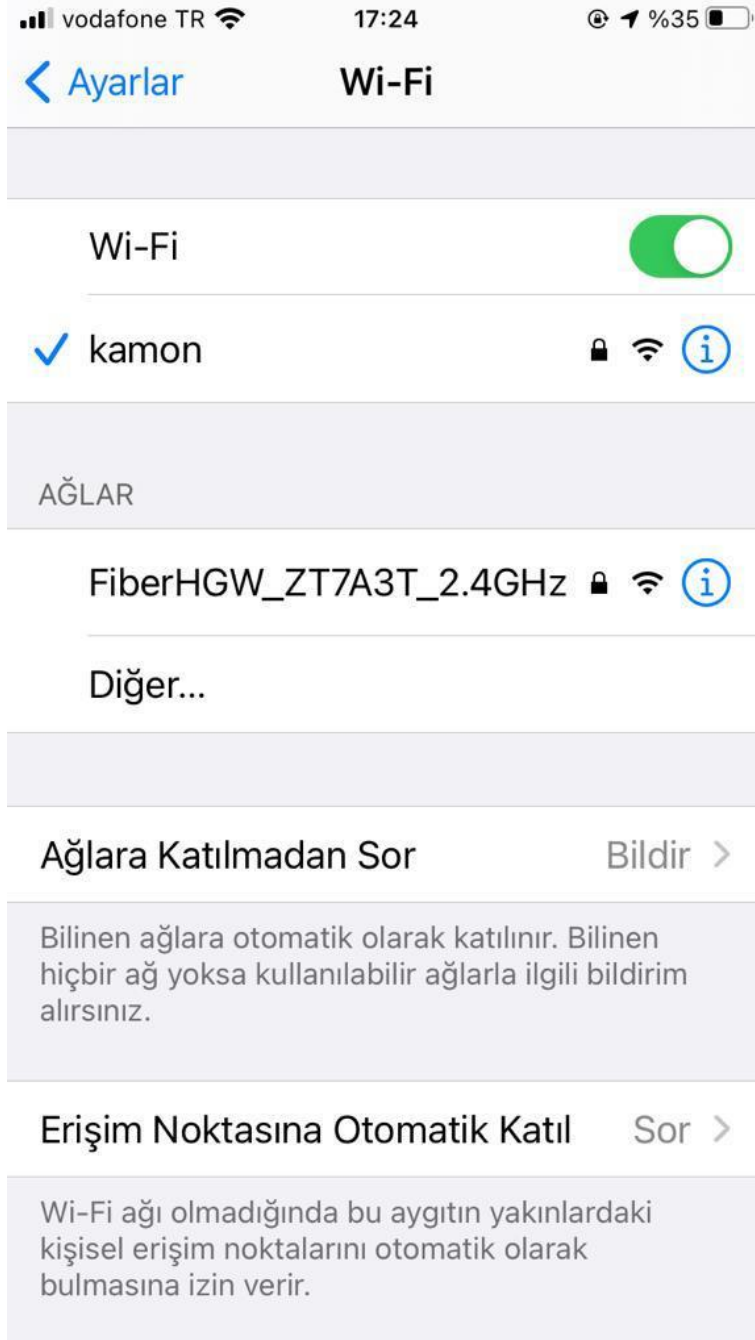 vodafone TR 17:24 %35
Ayarlar Wi-Fi
Wi-Fi
kamon
AĞLAR
FiberHGW_ZT7A3T_2.4GHz
Diğer...
Ağlara Katılmadan Sor Bildir
Bilinen ağlara otomatik olarak katılınır. Bilinen
hiçbir ağ yoksa kullanılabilir ağlarla ilgili bildirim
alırsınız.
Erişim Noktasına Otomatik Katıl Sor
Wi-Fi ağı olmadığında bu aygıtın yakınlardaki
kişisel erişim noktalarını otomatik olarak
bulmasına izin verir.